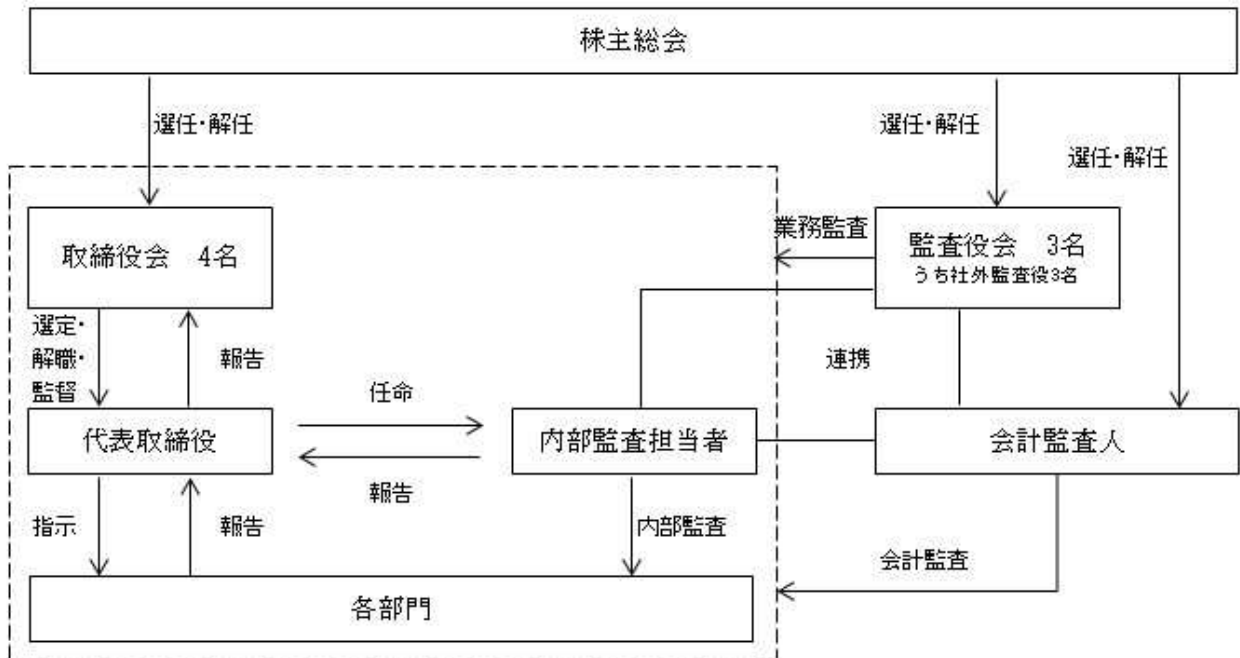 株主総会
選任・解任
選任・解任
選任・解任
取締役会 4名
業務監査
監査役会 3名
うち社外監査役3名
選定・
解職・
監督
報告
連携
任命
代表取締役
内部監査担当者
会計監査人
報告
指示
報告
内部監査
会計監査
各部門